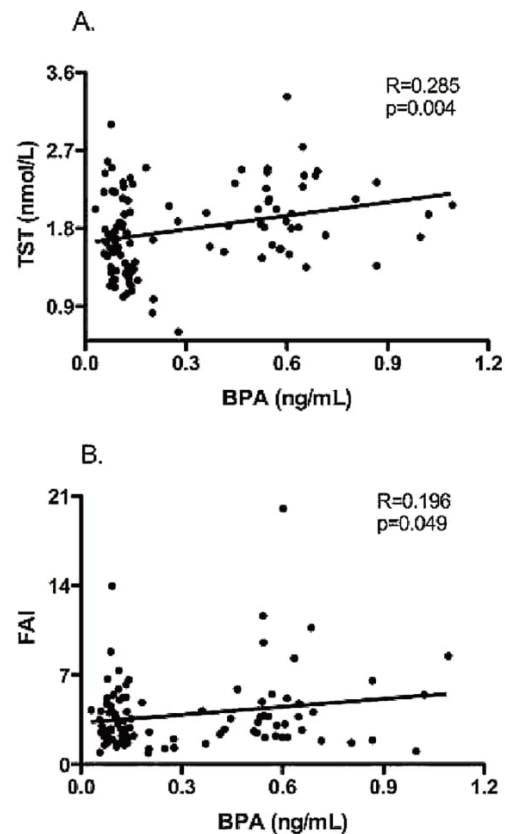 A.
3.6
2.7
1.8
0.9
TST (nmol/L)
R=0.285
p=0.004
0.0 0.3 0.6 0.9 1.2
BPA (ng/mL)
B.
21
14
7
0
FAI
R=0.196
p=0.049
0.0 0.3 0.6 0.9 1.2
BPA (ng/mL)